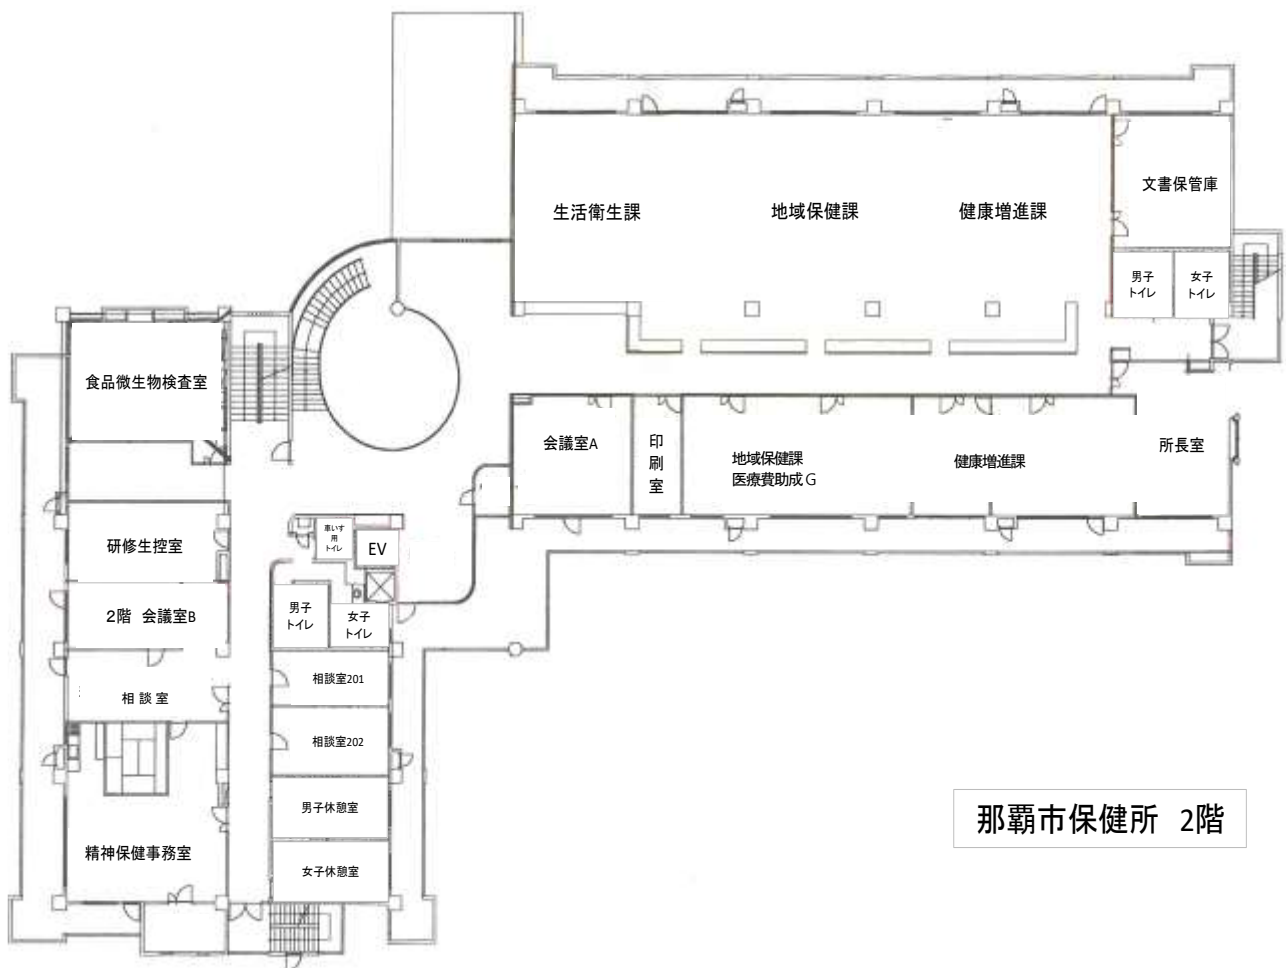 生活衛生課
地域保健課
健康増進課
文書保管庫
男子
トイレ
女子
トイレ
食品微生物検査室
会議室A
印
刷
室
地域保健課
医療費助成G
健康増進課
所長室
研修生控室
車いす
用
トイレ
EV
2階 会議室B
男子
トイレ
女子
トイレ
相談室
相談室201
相談室202
男子休憩室
精神保健事務室
女子休憩室
那覇市保健所 2階